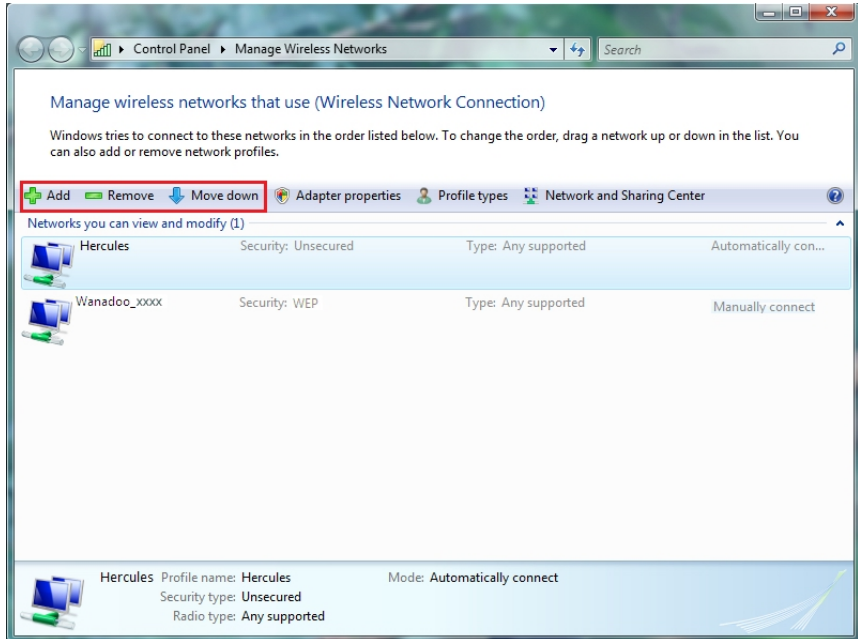 Control Panel ▸ Manage Wireless Networks Search
Manage wireless networks that use (Wireless Network Connection)
Windows tries to connect to these networks in the order listed below. To change the order, drag a network up or down in the list. You
can also add or remove network profiles.
Add Remove Move down Adapter properties Profile types Network and Sharing Center
Networks you can view and modify (1)
Hercules Security: Unsecured Type: Any supported Automatically con...
Wanadoo_xxxx Security: WEP Type: Any supported Manually connect
Hercules Profile name: Hercules Mode: Automatically connect
Security type: Unsecured
Radio type: Any supported